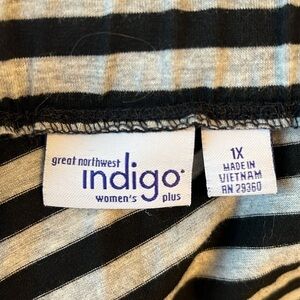 great northwest
indigo
women's plus
1X
MADE IN
VIETNAM
RN 29360